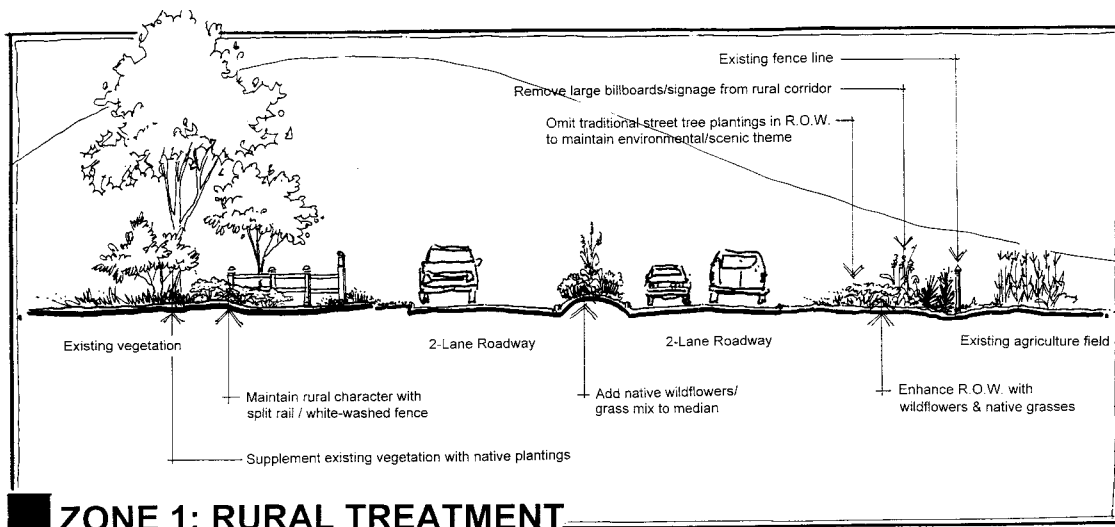 Existing fence line
Remove large billboards/signage from rural corridor
Omit traditional street tree plantings in R.O.W.
to maintain environmental/scenic theme
Existing vegetation
2-Lane Roadway
2-Lane Roadway
Existing agriculture field
Maintain rural character with
split rail / white-washed fence
Add native wildflowers/
grass mix to median
Enhance R.O.W. with
wildflowers & native grasses
Supplement existing vegetation with native plantings
ZONE 1: RURAL TREATMENT